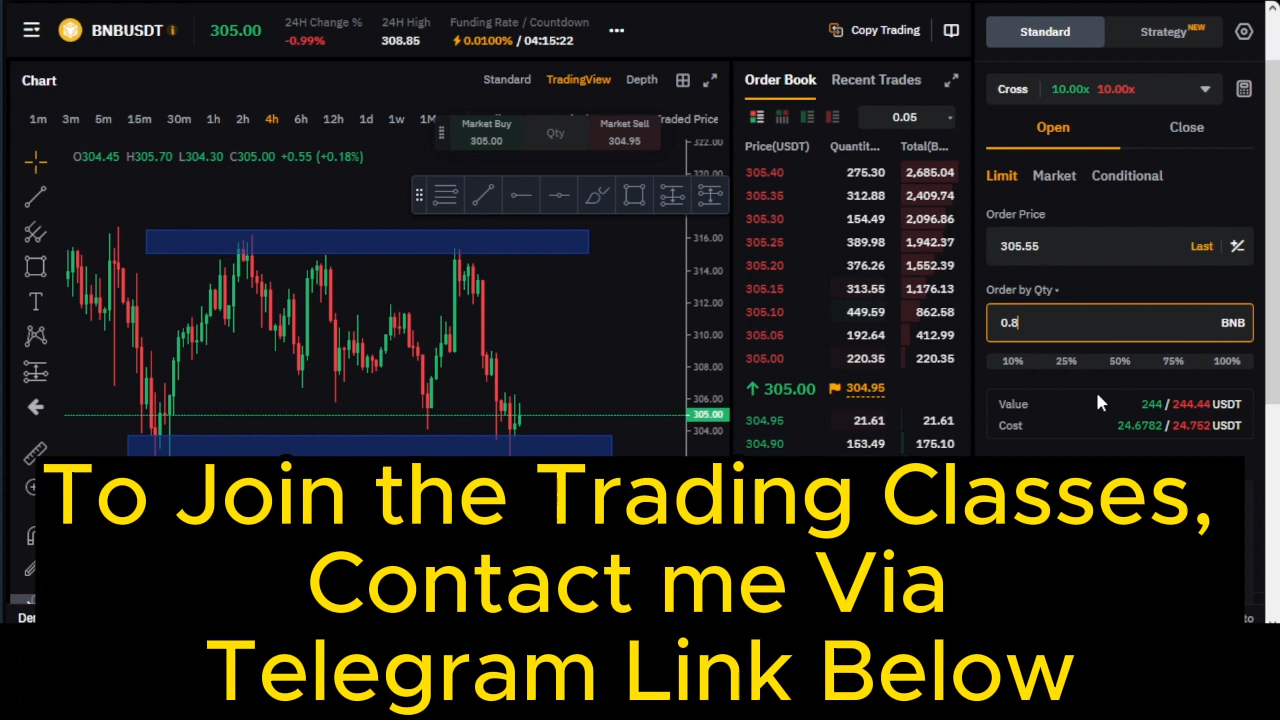 BNBUSDT
305.00
24H Change %
-0.99%
24H High
308.85
Funding Rate / Countdown
0.0100% / 04:15:22
Copy Trading
Standard
Strategy NEW
Chart
Standard TradingView Depth
1m 3m 5m 15m 30m 1h 2h 4h 6h 12h 1d 1w 1M
Market Buy
305.00
Qty
Market Sell
304.95
raded Price
O304.45 H305.70 L304.30 C305.00 +0.55 (+0.18%)
322.00
320.00
316.00
314.00
312.00
310.00
308.00
306.00
305.00
304.00
Order Book Recent Trades
0.05
Price(USDT) Quantit... Total(B...
305.40 275.30 2,685.04
305.35 312.88 2,409.74
305.30 154.49 2,096.86
305.25 389.98 1,942.37
305.20 376.26 1,552.39
305.15 313.55 1,176.13
305.10 449.59 862.58
305.05 192.64 412.99
305.00 220.35 220.35
305.00 304.95
304.95 21.61 21.61
304.90 153.49 175.10
Cross 10.00x 10.00x
Open Close
Limit Market Conditional
Order Price
305.55 Last
Order by Qty
0.8 BNB
10% 25% 50% 75% 100%
Value 244 / 244.44 USDT
Cost 24.6782 / 24.752 USDT
To Join the Trading Classes,
Contact me Via
Telegram Link Below